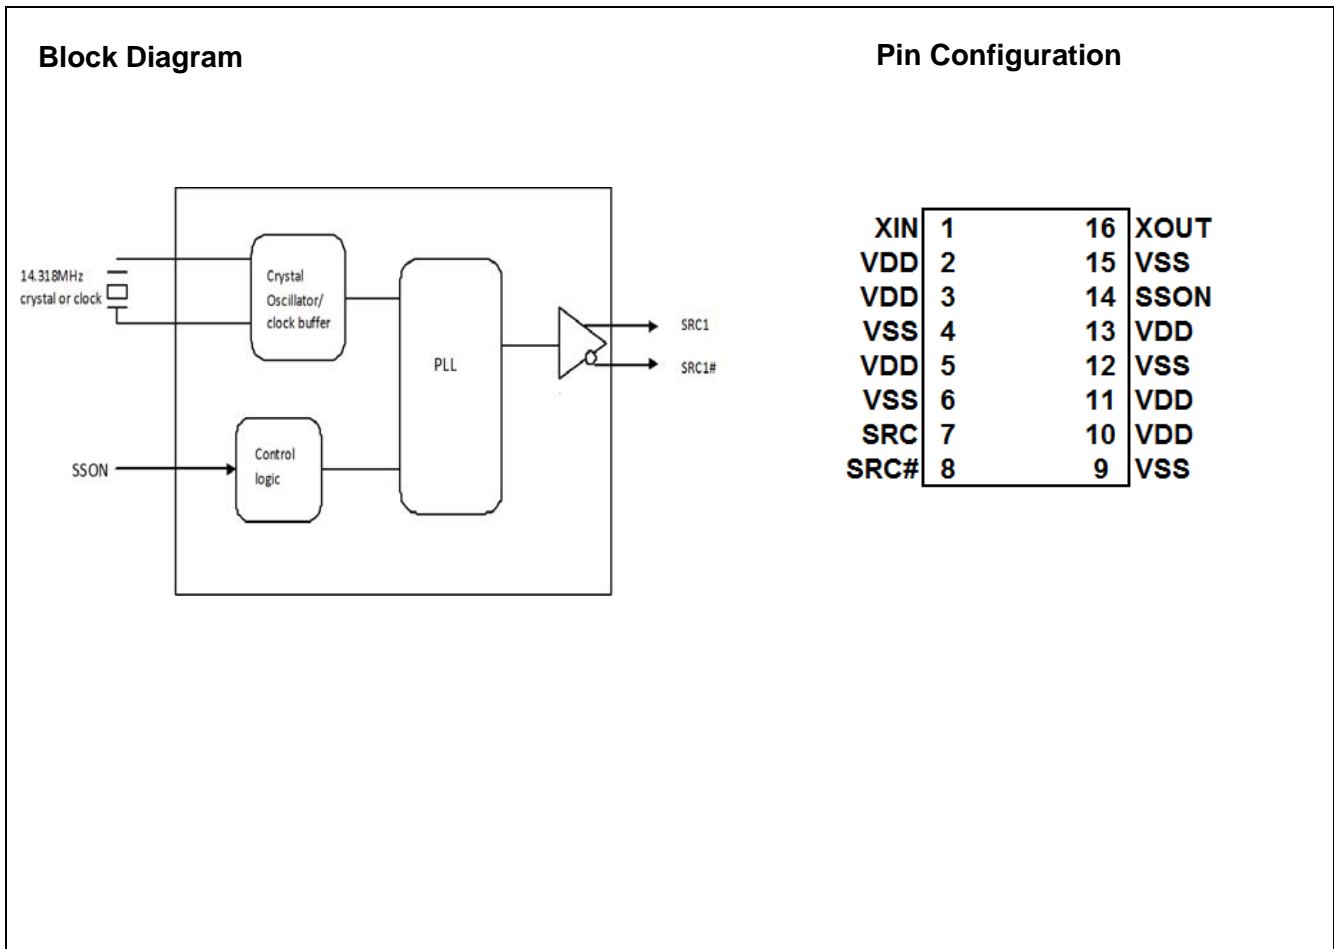 Block Diagram
Pin Configuration
14.318MHz
crystal or clock
Crystal
Oscillator/
clock buffer
PLL
SRC1
SRC1#
Control
logic
SSON
XIN 1 16 XOUT
VDD 2 15 VSS
VDD 3 14 SSON
VSS 4 13 VDD
VDD 5 12 VSS
VSS 6 11 VDD
SRC 7 10 VDD
SRC# 8 9 VSS